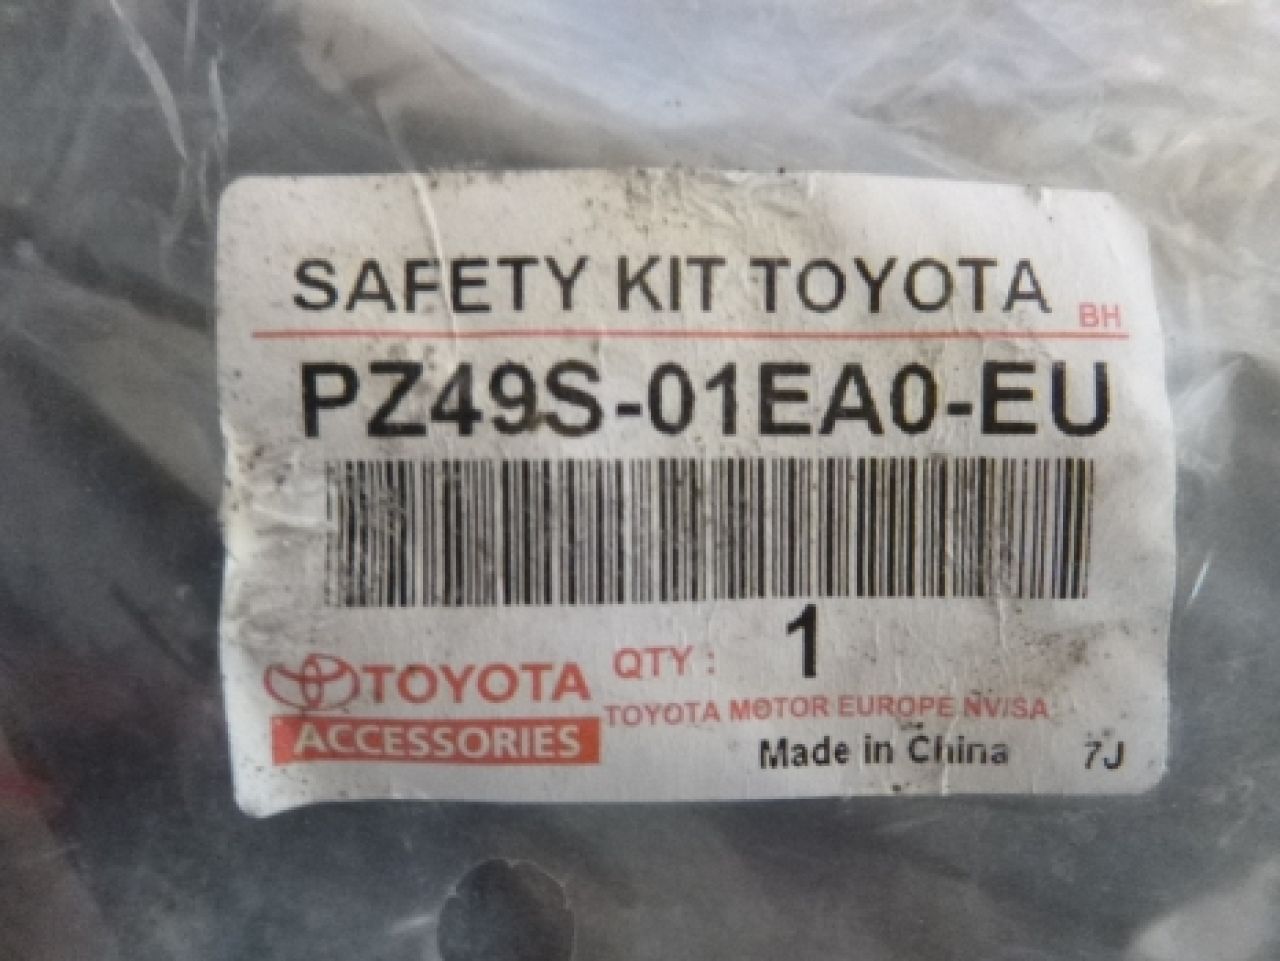 SAFETY KIT TOYOTA BH
PZ49S-01EA0-EU
QTY : 1
TOYOTA
ACCESSORIES
TOYOTA MOTOR EUROPE NV/SA
Made in China 7J